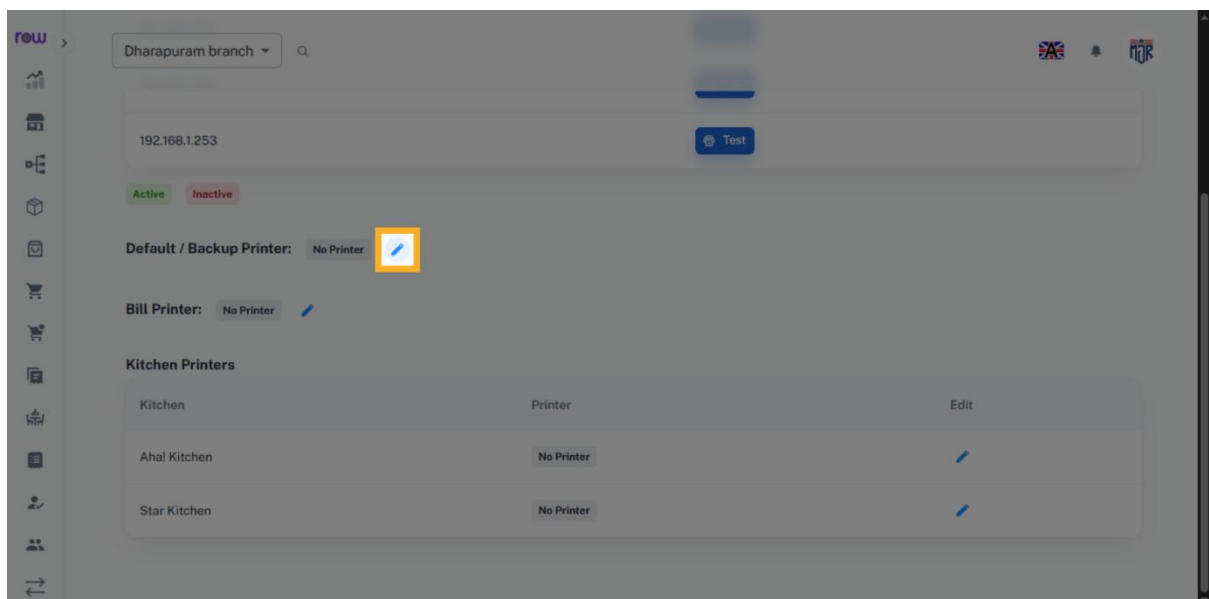 row
Dharapuram branch
A MJR
192.168.1.253 Test
Active Inactive
Default / Backup Printer: No Printer
Bill Printer: No Printer
Kitchen Printers
Kitchen Printer Edit
Aha! Kitchen No Printer
Star Kitchen No Printer